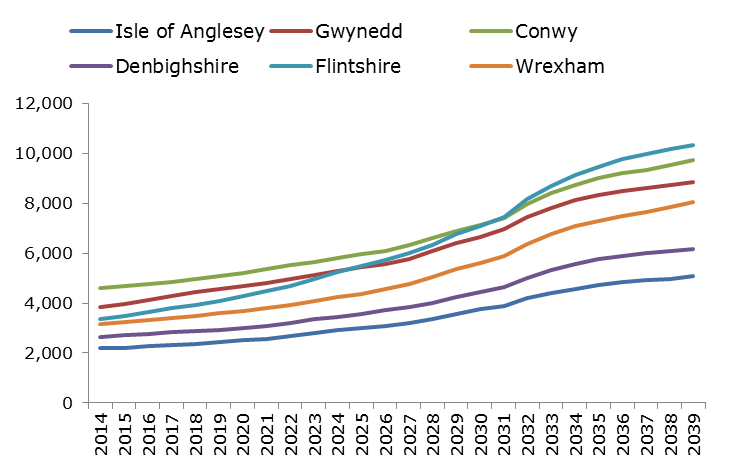 Isle of Anglesey Gwynedd Conwy
Denbighshire Flintshire Wrexham
12,000
10,000
8,000
6,000
4,000
2,000
0
2014 2015 2016 2017 2018 2019 2020 2021 2022 2023 2024 2025 2026 2027 2028 2029 2030 2031 2032 2033 2034 2035 2036 2037 2038 2039